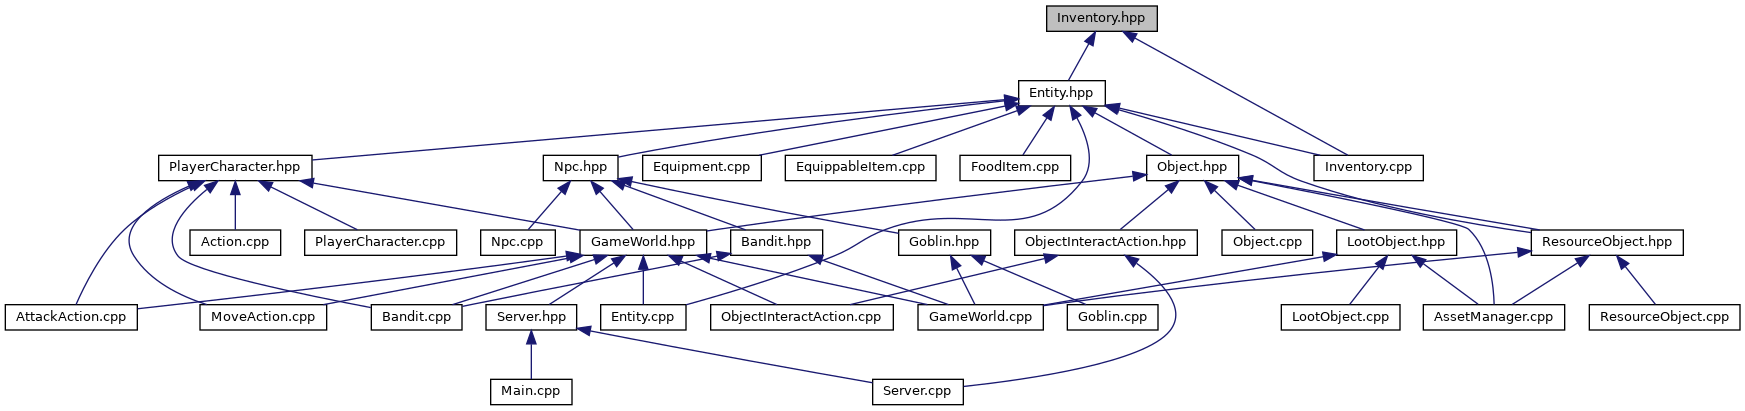 Inventory.hpp
Entity.hpp
PlayerCharacter.hpp
Npc.hpp
Equipment.cpp
EquippableItem.cpp
FoodItem.cpp
Object.hpp
Inventory.cpp
Action.cpp
PlayerCharacter.cpp
Npc.cpp
GameWorld.hpp
Bandit.hpp
Goblin.hpp
ObjectInteractAction.hpp
Object.cpp
LootObject.hpp
ResourceObject.hpp
AttackAction.cpp
MoveAction.cpp
Bandit.cpp
Server.hpp
Entity.cpp
ObjectInteractAction.cpp
GameWorld.cpp
Goblin.cpp
LootObject.cpp
AssetManager.cpp
ResourceObject.cpp
Main.cpp
Server.cpp